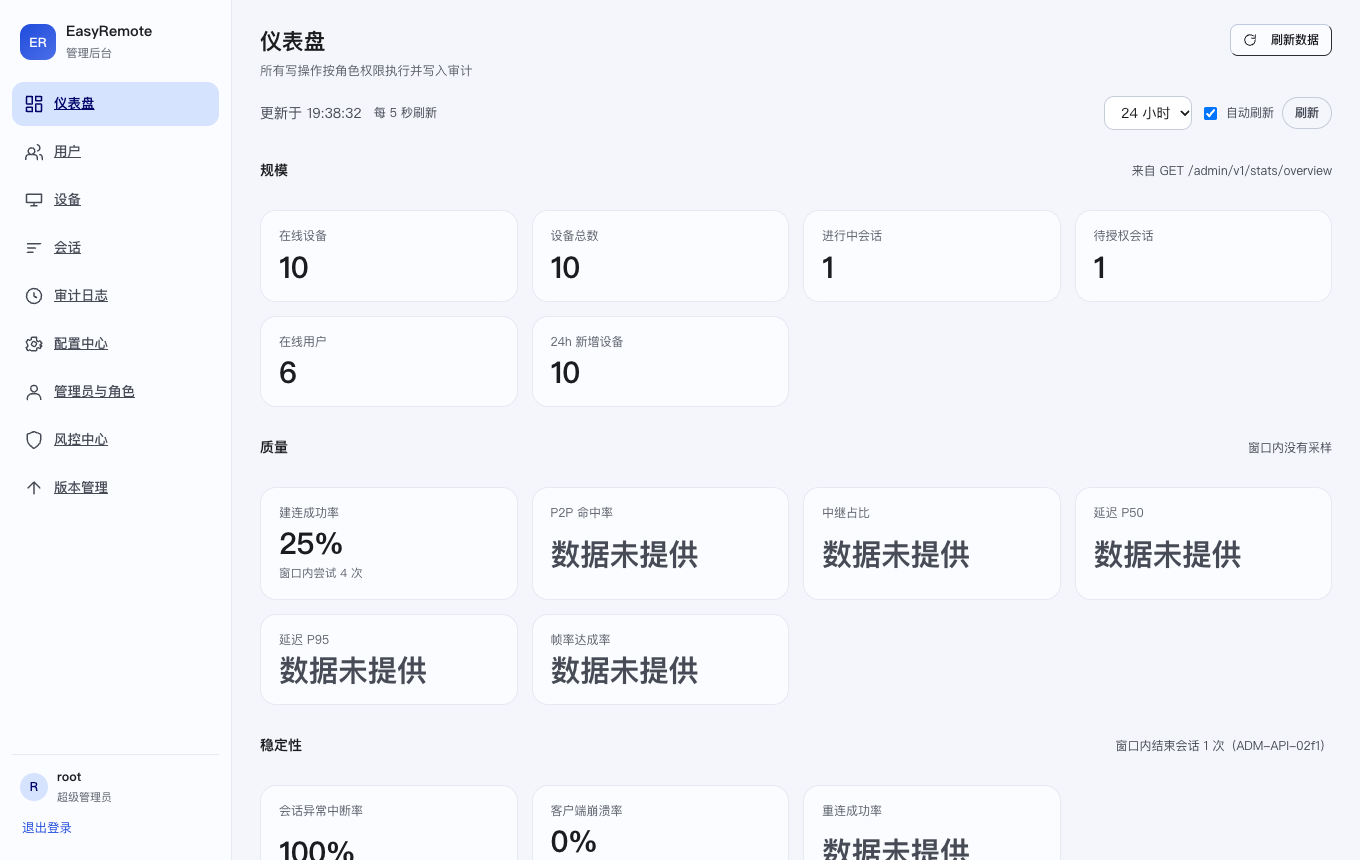 ER
EasyRemote
管理后台
仪表盘
用户
设备
会话
审计日志
配置中心
管理员与角色
风控中心
版本管理
R
root
超级管理员
退出登录
仪表盘
刷新数据
所有写操作按角色权限执行并写入审计
更新于 19:38:32 每 5 秒刷新
24 小时
自动刷新
刷新
规模
来自 GET /admin/v1/stats/overview
在线设备
10
设备总数
10
进行中会话
1
待授权会话
1
在线用户
6
24h 新增设备
10
质量
窗口内没有采样
建连成功率
25%
窗口内尝试 4 次
P2P 命中率
数据未提供
中继占比
数据未提供
延迟 P50
数据未提供
延迟 P95
数据未提供
帧率达成率
数据未提供
稳定性
窗口内结束会话 1 次（ADM-API-02f1）
会话异常中断率
100%
客户端崩溃率
0%
重连成功率
数据未提供